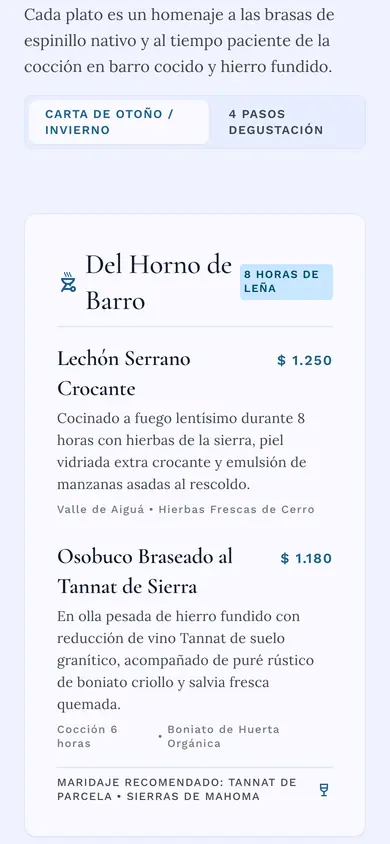 Cada plato es un homenaje a las brasas de
espinillo nativo y al tiempo paciente de la
cocción en barro cocido y hierro fundido.
CARTA DE OTOÑO /
INVIERNO
4 PASOS
DEGUSTACIÓN
Del Horno de
Barro
8 HORAS DE
LEÑA
Lechón Serrano
Crocante
$ 1.250
Cocinado a fuego lentísimo durante 8
horas con hierbas de la sierra, piel
vidriada extra crocante y emulsión de
manzanas asadas al rescoldo.
Valle de Aiguá • Hierbas Frescas de Cerro
Osobuco Braseado al
Tannat de Sierra
$ 1.180
En olla pesada de hierro fundido con
reducción de vino Tannat de suelo
granítico, acompañado de puré rústico
de boniato criollo y salvia fresca
quemada.
Cocción 6
horas
• Boniato de Huerta
Orgánica
MARIDAJE RECOMENDADO: TANNAT DE
PARCELA • SIERRAS DE MAHOMA